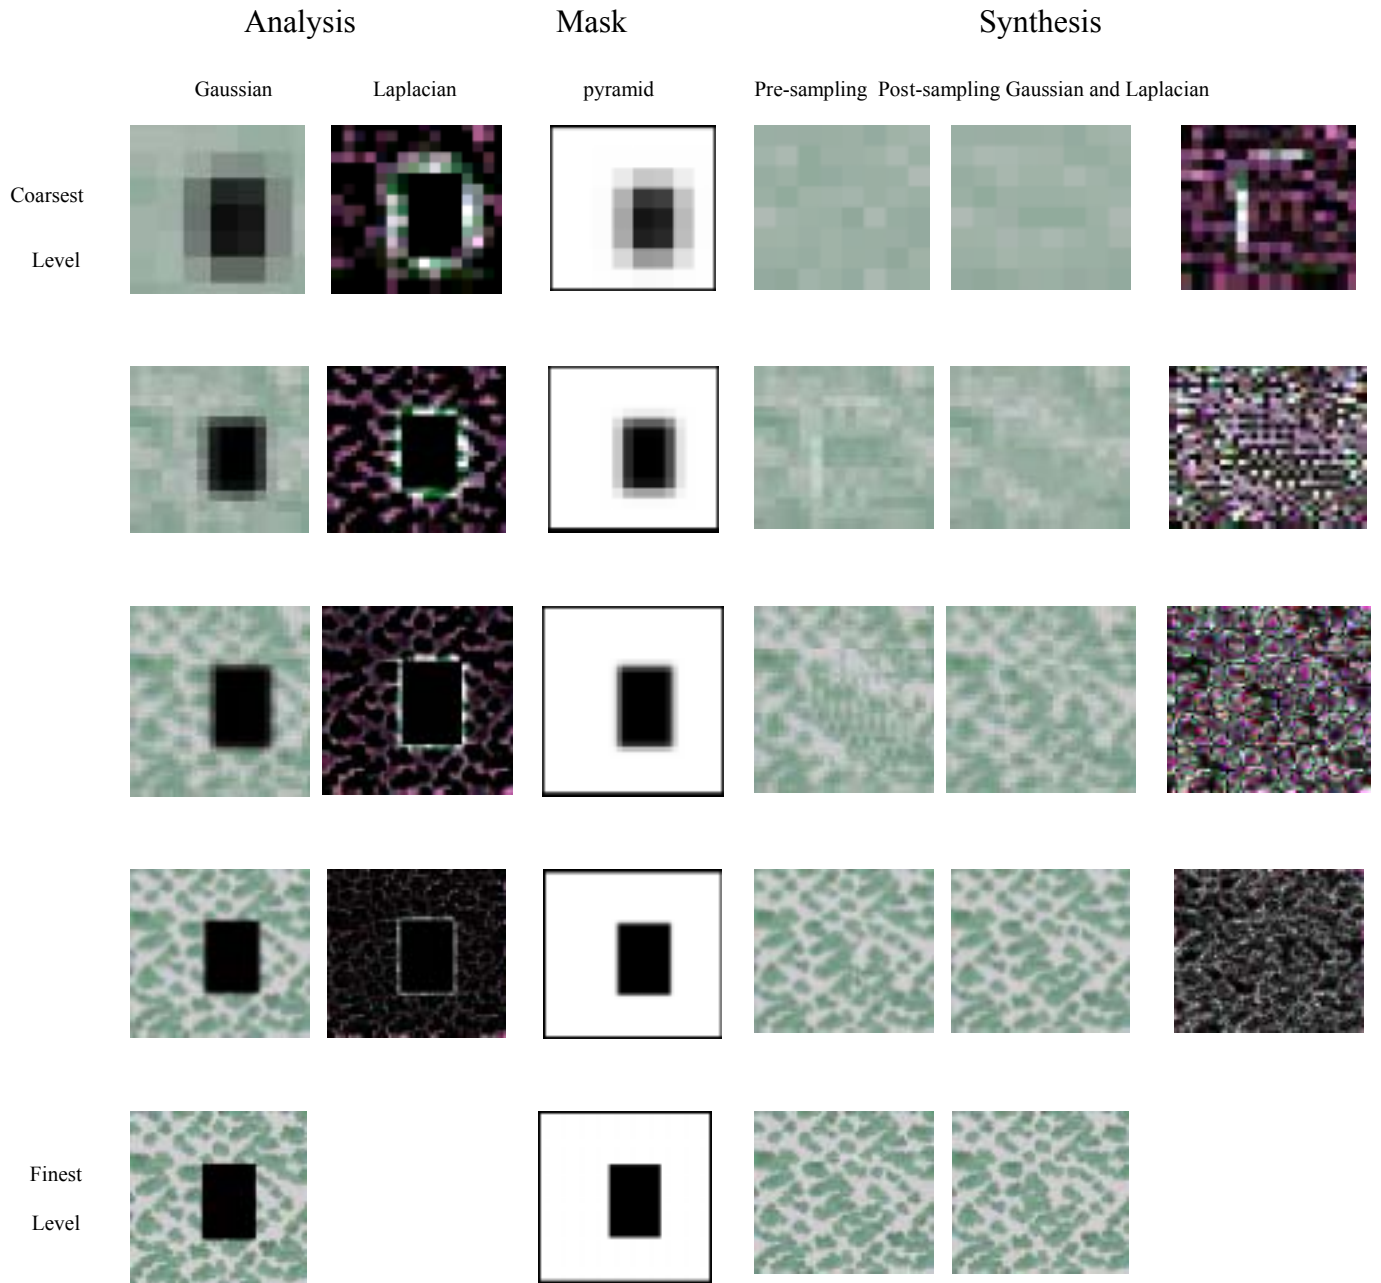 Analysis Mask Synthesis
Gaussian Laplacian pyramid Pre-sampling Post-sampling Gaussian and Laplacian
Coarsest
Level
Finest
Level